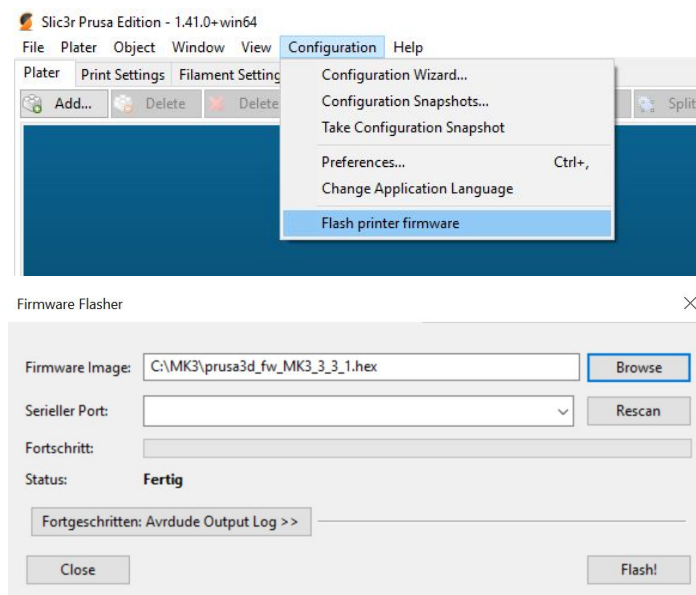 Slic3r Prusa Edition - 1.41.0+win64
File Plater Object Window View Configuration Help
Plater Print Settings Filament Setting
Add... Delete Delete Split
Configuration Wizard...
Configuration Snapshots...
Take Configuration Snapshot
Preferences... Ctrl+,
Change Application Language
Flash printer firmware
Firmware Flasher
Firmware Image: C:\MK3\prusa3d_fw_MK3_3_3_1.hex Browse
Serieller Port: Rescan
Fortschritt:
Status: Fertig
Fortgeschritten: Avrdude Output Log >>
Close Flash!